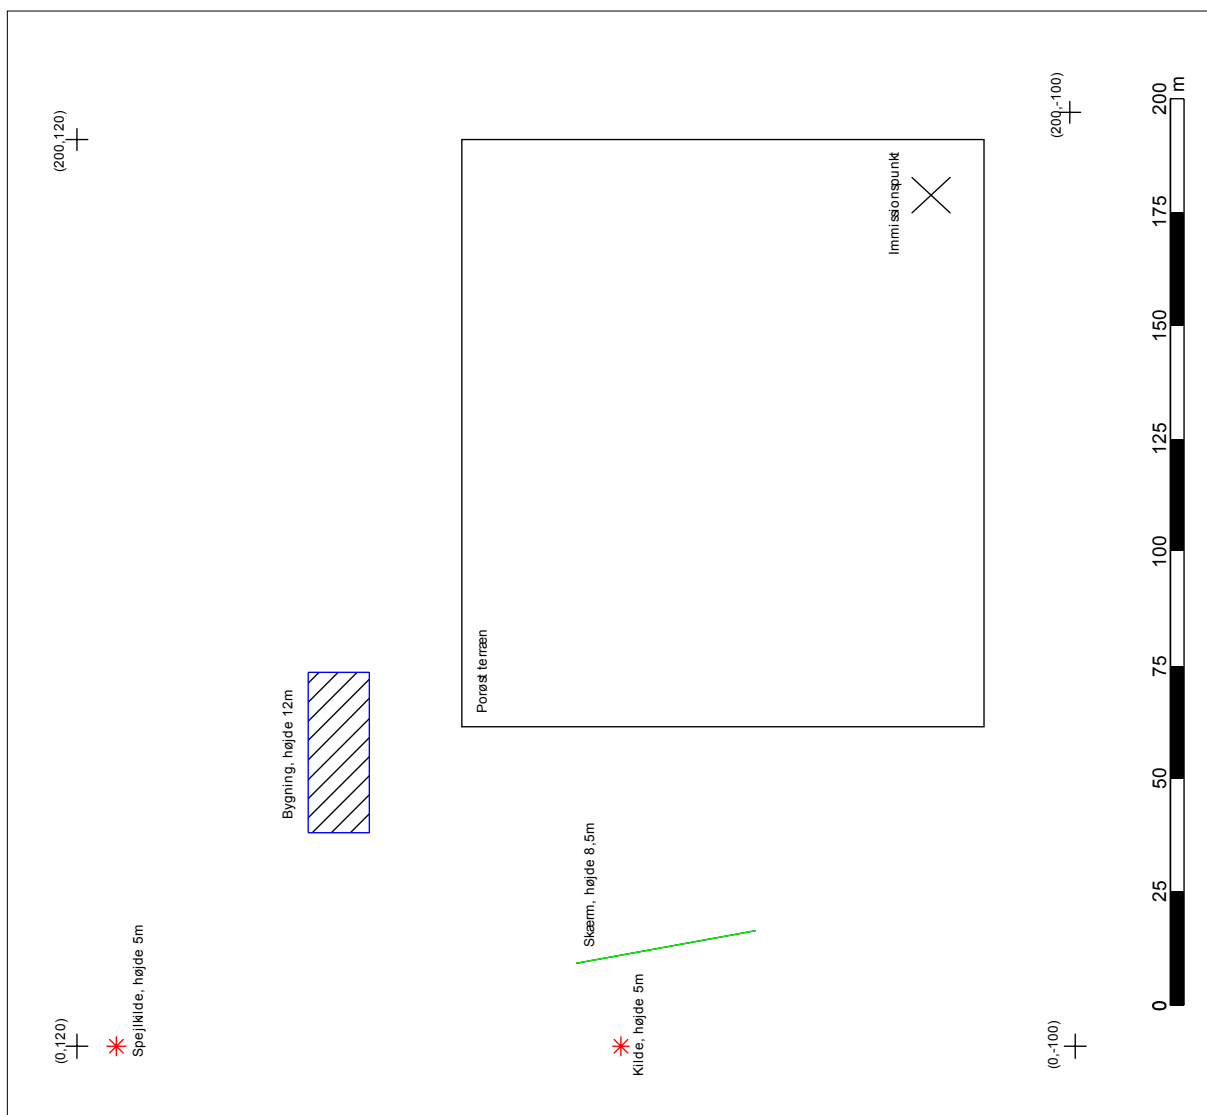 (0,120)
(200,120)
Spejlkilde, højde 5m
Bygning, højde 12m
Porøst terræn
Skærm, højde 8,5m
Kilde, højde 5m
Immissionspunkt
(0,-100)
(200,-100)
0
25
50
75
100
125
150
175
200
m